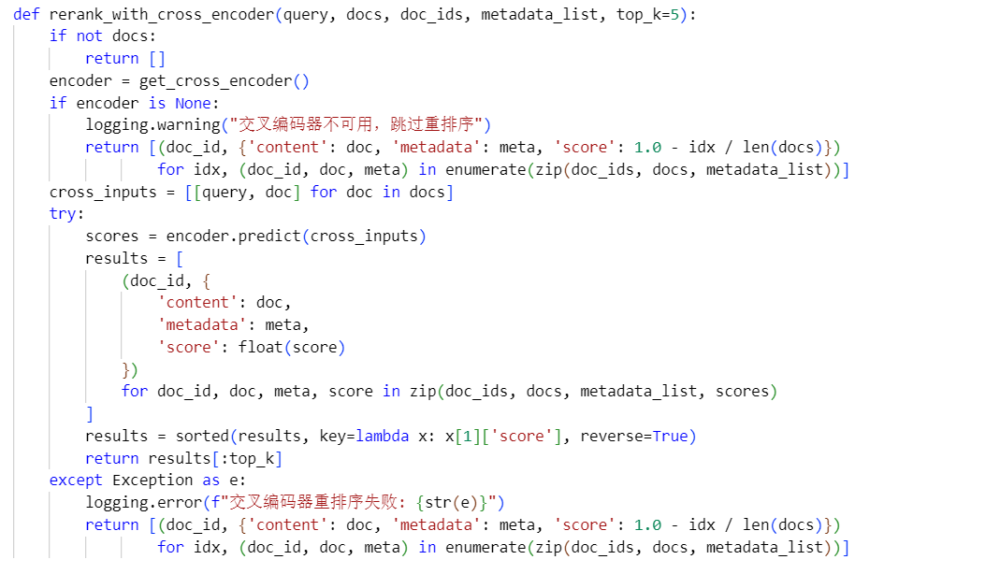 def rerank_with_cross_encoder(query, docs, doc_ids, metadata_list, top_k=5):
    if not docs:
        return []
    encoder = get_cross_encoder()
    if encoder is None:
        logging.warning("交叉编码器不可用，跳过重排序")
        return [(doc_id, {'content': doc, 'metadata': meta, 'score': 1.0 - idx / len(docs)})
                for idx, (doc_id, doc, meta) in enumerate(zip(doc_ids, docs, metadata_list))]
    cross_inputs = [[query, doc] for doc in docs]
    try:
        scores = encoder.predict(cross_inputs)
        results = [
            (doc_id, {
                'content': doc,
                'metadata': meta,
                'score': float(score)
            })
            for doc_id, doc, meta, score in zip(doc_ids, docs, metadata_list, scores)
        ]
        results = sorted(results, key=lambda x: x[1]['score'], reverse=True)
        return results[:top_k]
    except Exception as e:
        logging.error(f"交叉编码器重排序失败: {str(e)}")
        return [(doc_id, {'content': doc, 'metadata': meta, 'score': 1.0 - idx / len(docs)})
                for idx, (doc_id, doc, meta) in enumerate(zip(doc_ids, docs, metadata_list))]